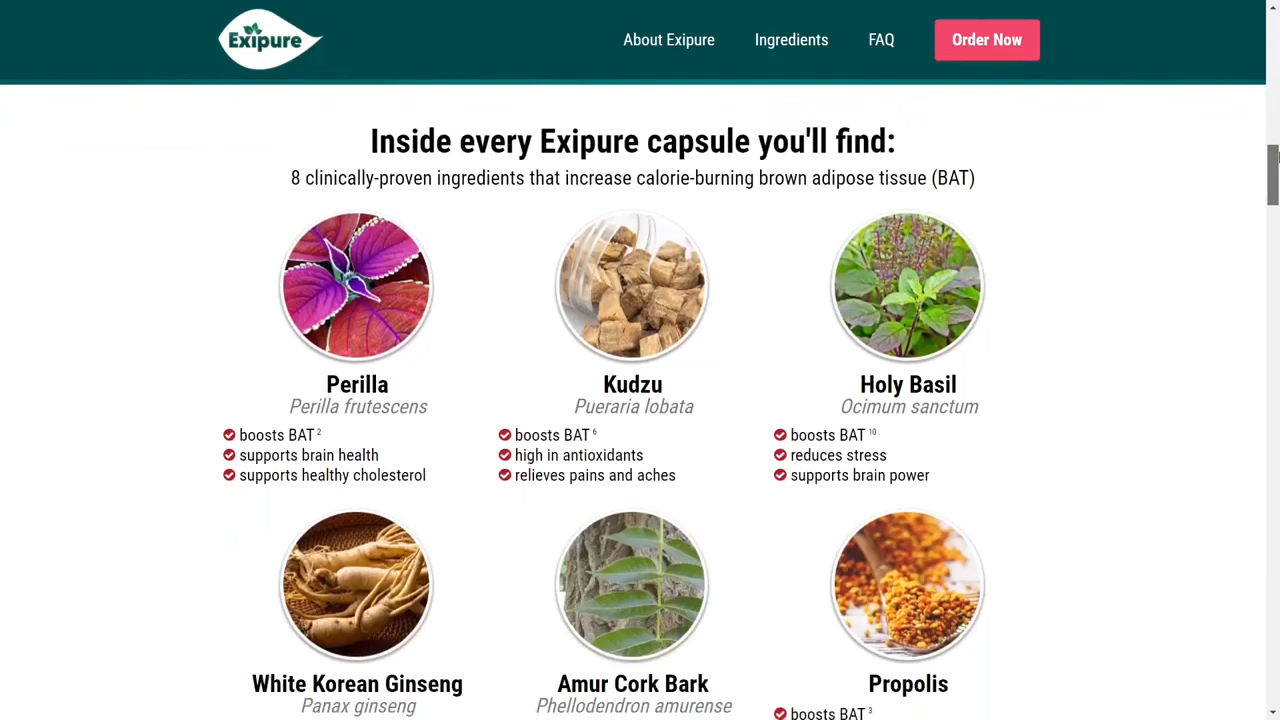 Exipure
About Exipure
Ingredients
FAQ
Order Now
Inside every Exipure capsule you'll find:
8 clinically-proven ingredients that increase calorie-burning brown adipose tissue (BAT)
Perilla
Perilla frutescens
boosts BAT 2
supports brain health
supports healthy cholesterol
Kudzu
Pueraria lobata
boosts BAT 6
high in antioxidants
relieves pains and aches
Holy Basil
Ocimum sanctum
boosts BAT 10
reduces stress
supports brain power
White Korean Ginseng
Panax ginseng
Amur Cork Bark
Phellodendron amurense
Propolis
boosts BAT 3